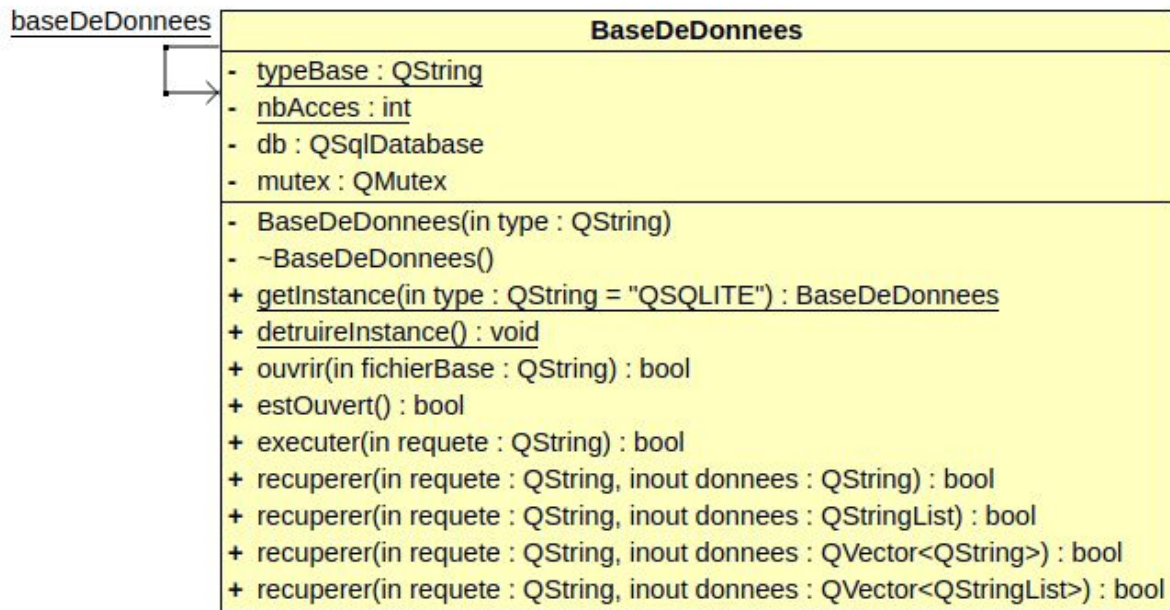 baseDeDonnees
BaseDeDonnees
- typeBase : QString
- nbAcces : int
- db : QSqlDatabase
- mutex : QMutex
- BaseDeDonnees(in type : QString)
- ~BaseDeDonnees()
+ getInstance(in type : QString = "QSQLITE") : BaseDeDonnees
+ detruireInstance() : void
+ ouvrir(in fichierBase : QString) : bool
+ estOuvert() : bool
+ executer(in requete : QString) : bool
+ recuperer(in requete : QString, inout donnees : QString) : bool
+ recuperer(in requete : QString, inout donnees : QStringList) : bool
+ recuperer(in requete : QString, inout donnees : QVector<QString>) : bool
+ recuperer(in requete : QString, inout donnees : QVector<QStringList>) : bool